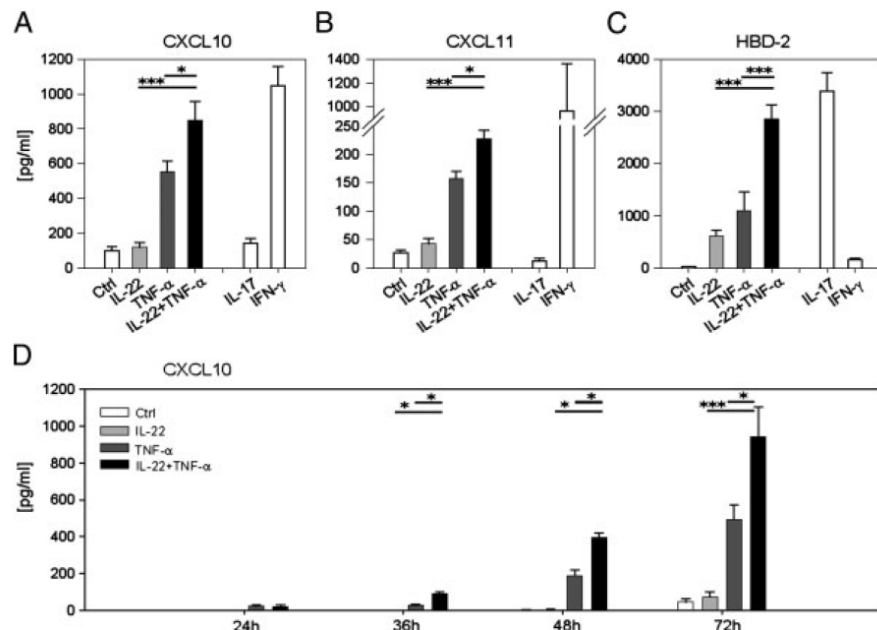 A CXCL10
B CXCL11
C HBD-2
[pg/ml]
1200
1000
800
600
400
200
0
*** *
Ctrl
IL-22
TNF-α
IL-22+TNF-α
IL-17
IFN-γ
1400
1200
1000
250
200
150
100
50
0
*** *
Ctrl
IL-22
TNF-α
IL-22+TNF-α
IL-17
IFN-γ
4000
3000
2000
1000
0
*** ***
Ctrl
IL-22
TNF-α
IL-22+TNF-α
IL-17
IFN-γ
D CXCL10
[pg/ml]
1200
1000
800
600
400
200
0
Ctrl
IL-22
TNF-α
IL-22+TNF-α
* *
* *
*** *
24h 36h 48h 72h